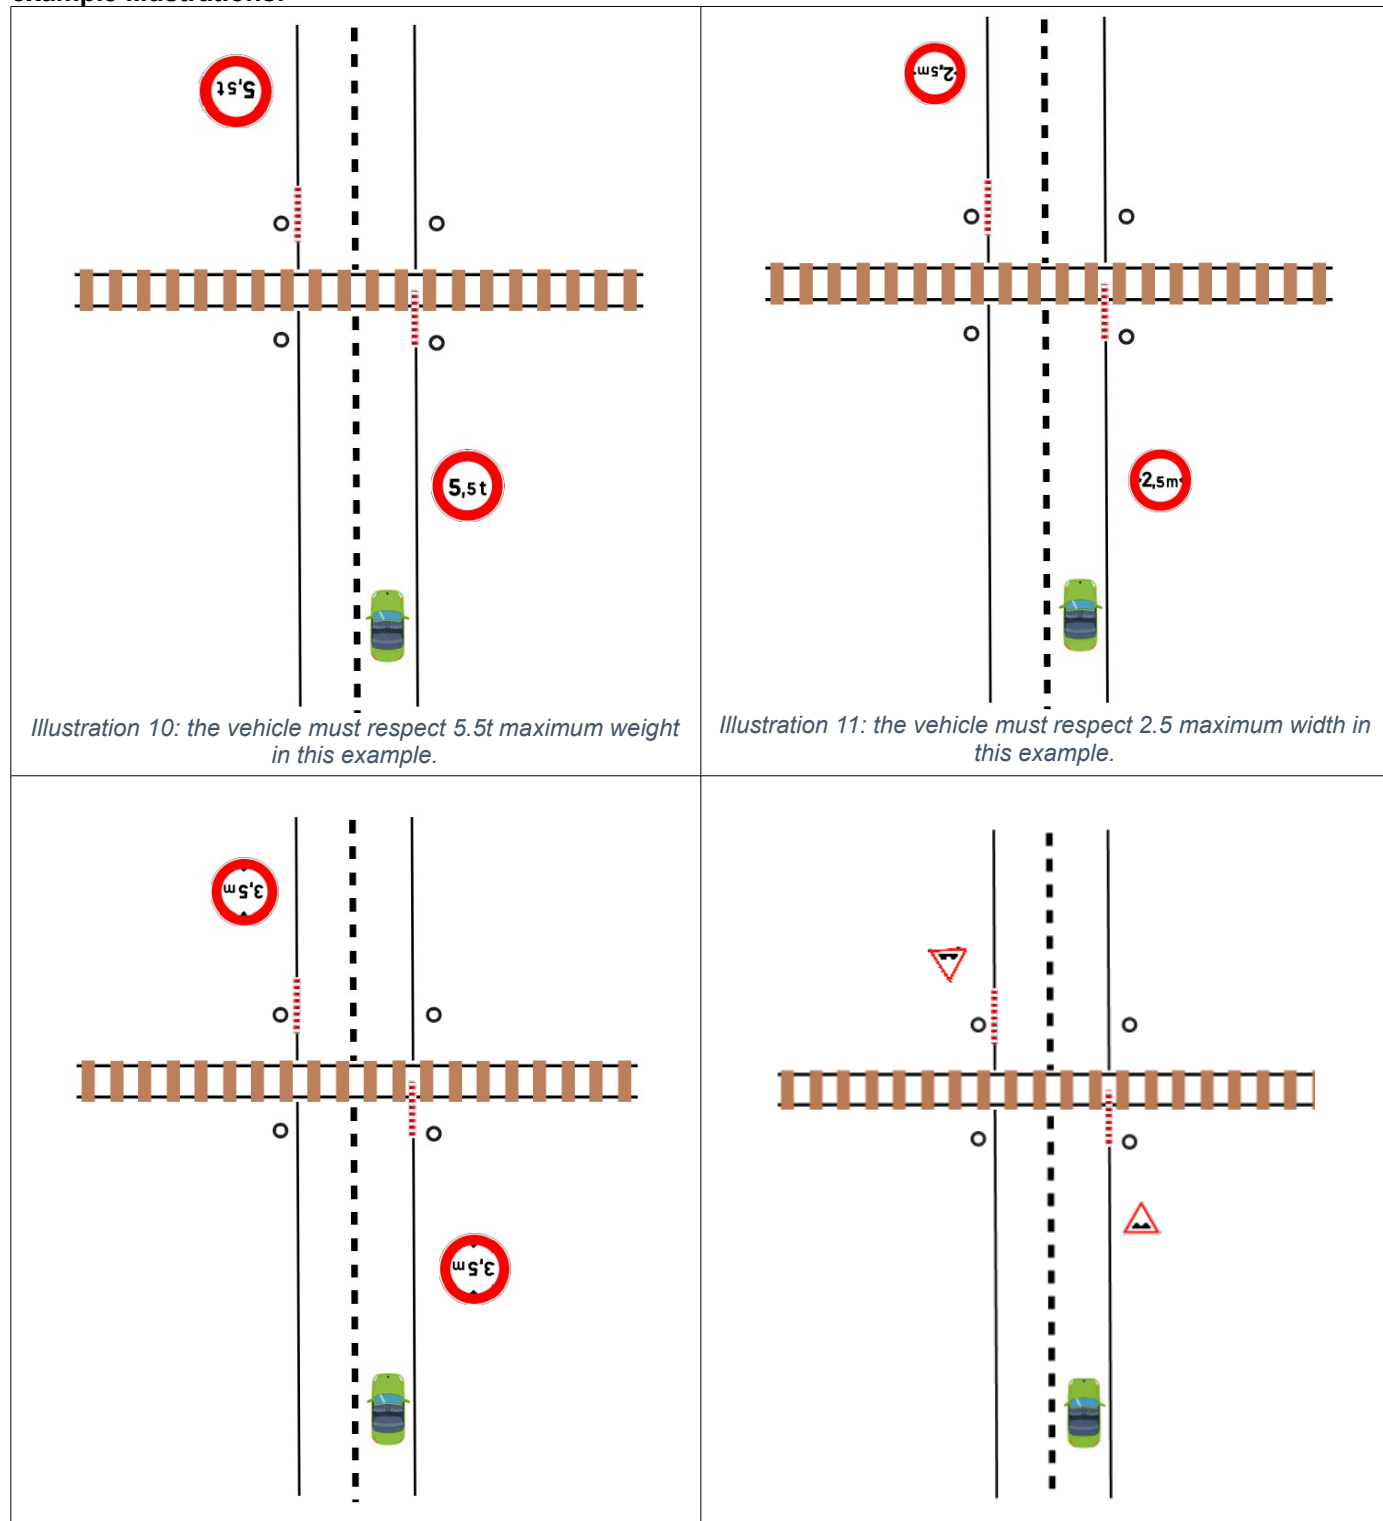 example illustrations:
5,5t
2,5m
5,5t
2,5m
Illustration 10: the vehicle must respect 5.5t maximum weight
in this example.
Illustration 11: the vehicle must respect 2.5 maximum width in
this example.
3,5m
3,5m